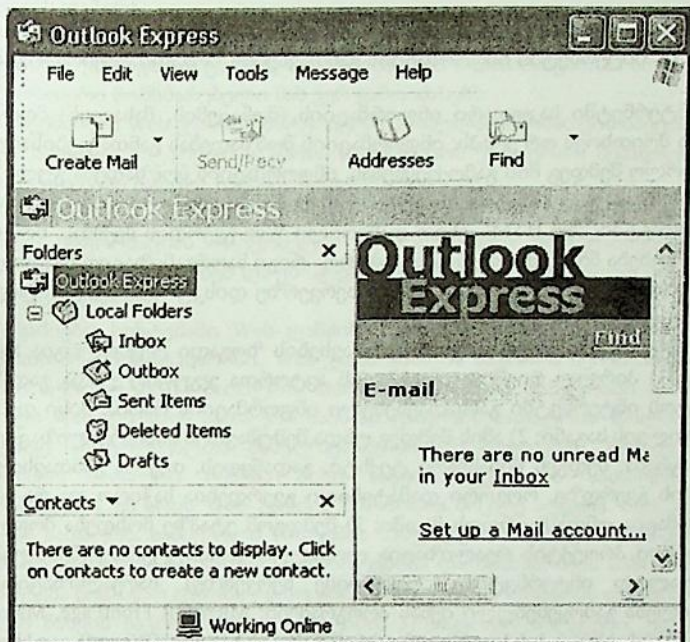 Outlook Express
File Edit View Tools Message Help
Create Mail Send/Recv Addresses Find
Outlook Express
Folders
Outlook Express
Local Folders
Inbox
Outbox
Sent Items
Deleted Items
Drafts
Contacts
There are no contacts to display. Click
on Contacts to create a new contact.
Outlook
Express
Find
E-mail
There are no unread Ma
in your Inbox
Set up a Mail account...
Working Online